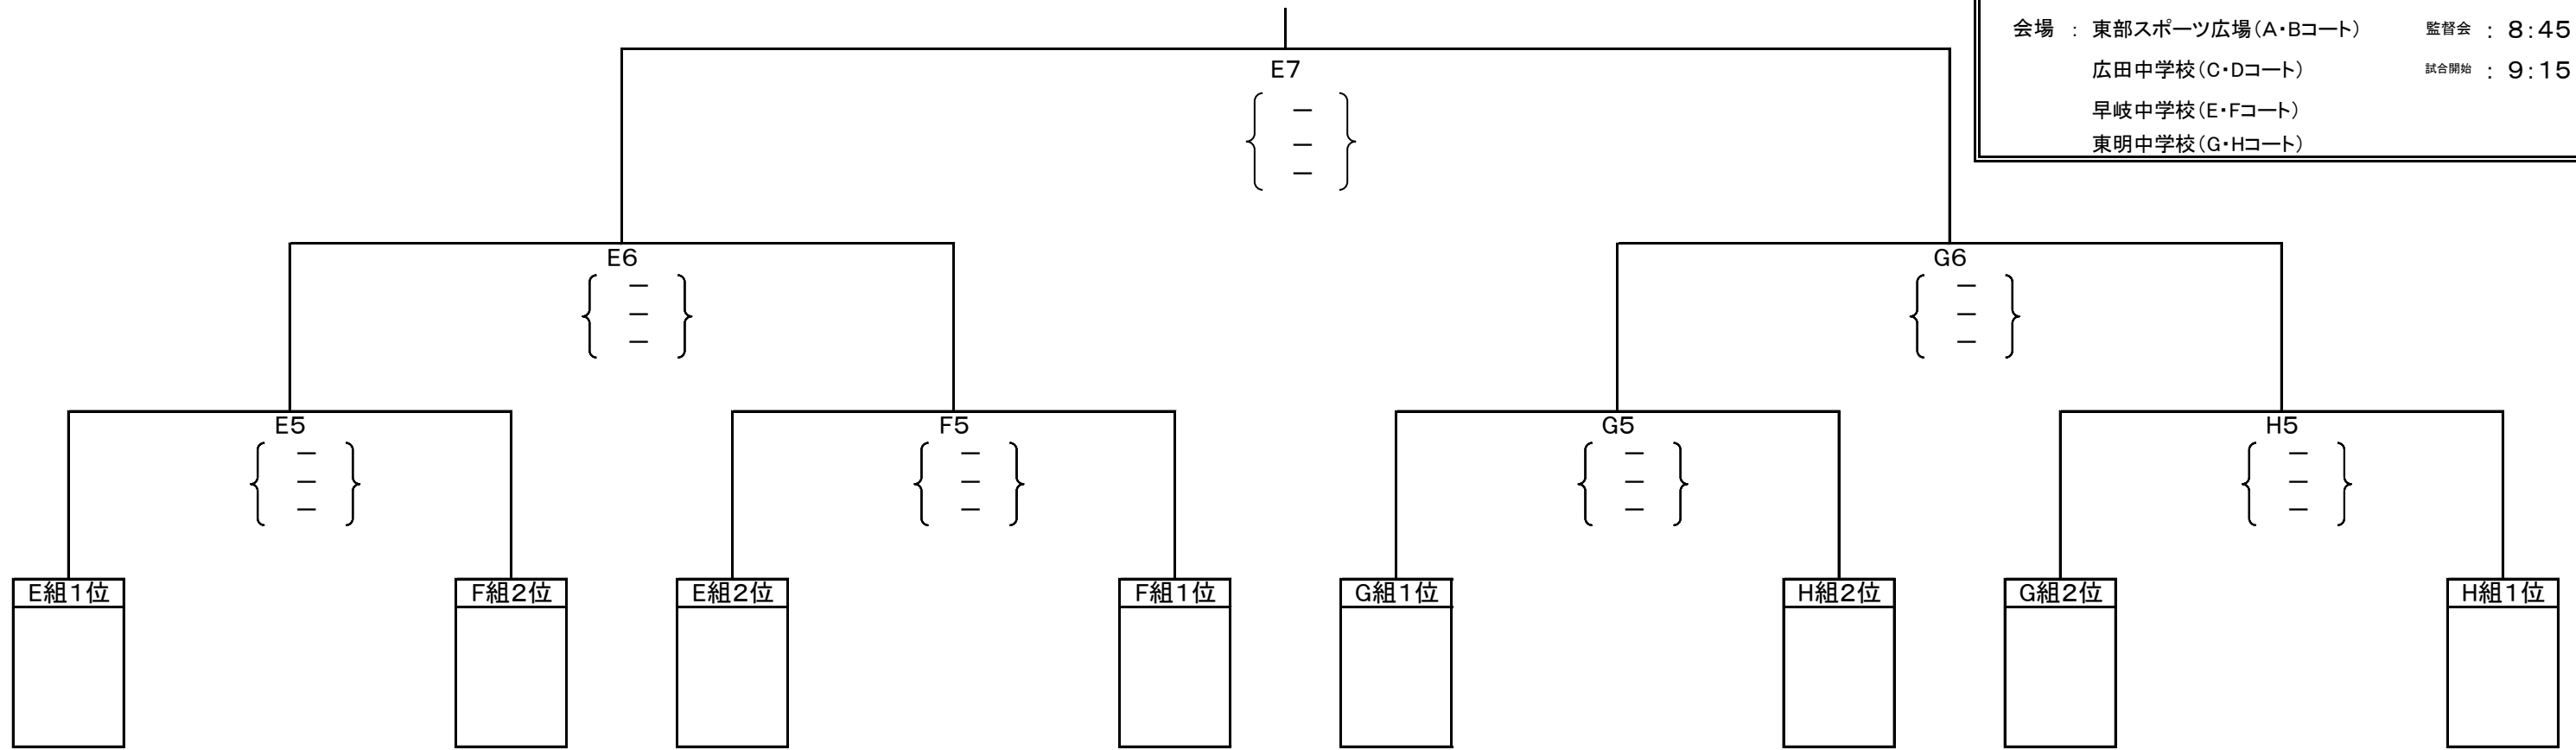 会場 : 東部スポーツ広場(A・Bコート) 監督会 : 8:45
広田中学校(C・Dコート) 試合開始 : 9:15
早岐中学校(E・Fコート)
東明中学校(G・Hコート)
E7
－
－
－
E6 G6
－ －
－ －
－ －
E5 F5 G5 H5
－ － － －
－ － － －
－ － － －
E組1位 F組2位 E組2位 F組1位 G組1位 H組2位 G組2位 H組1位